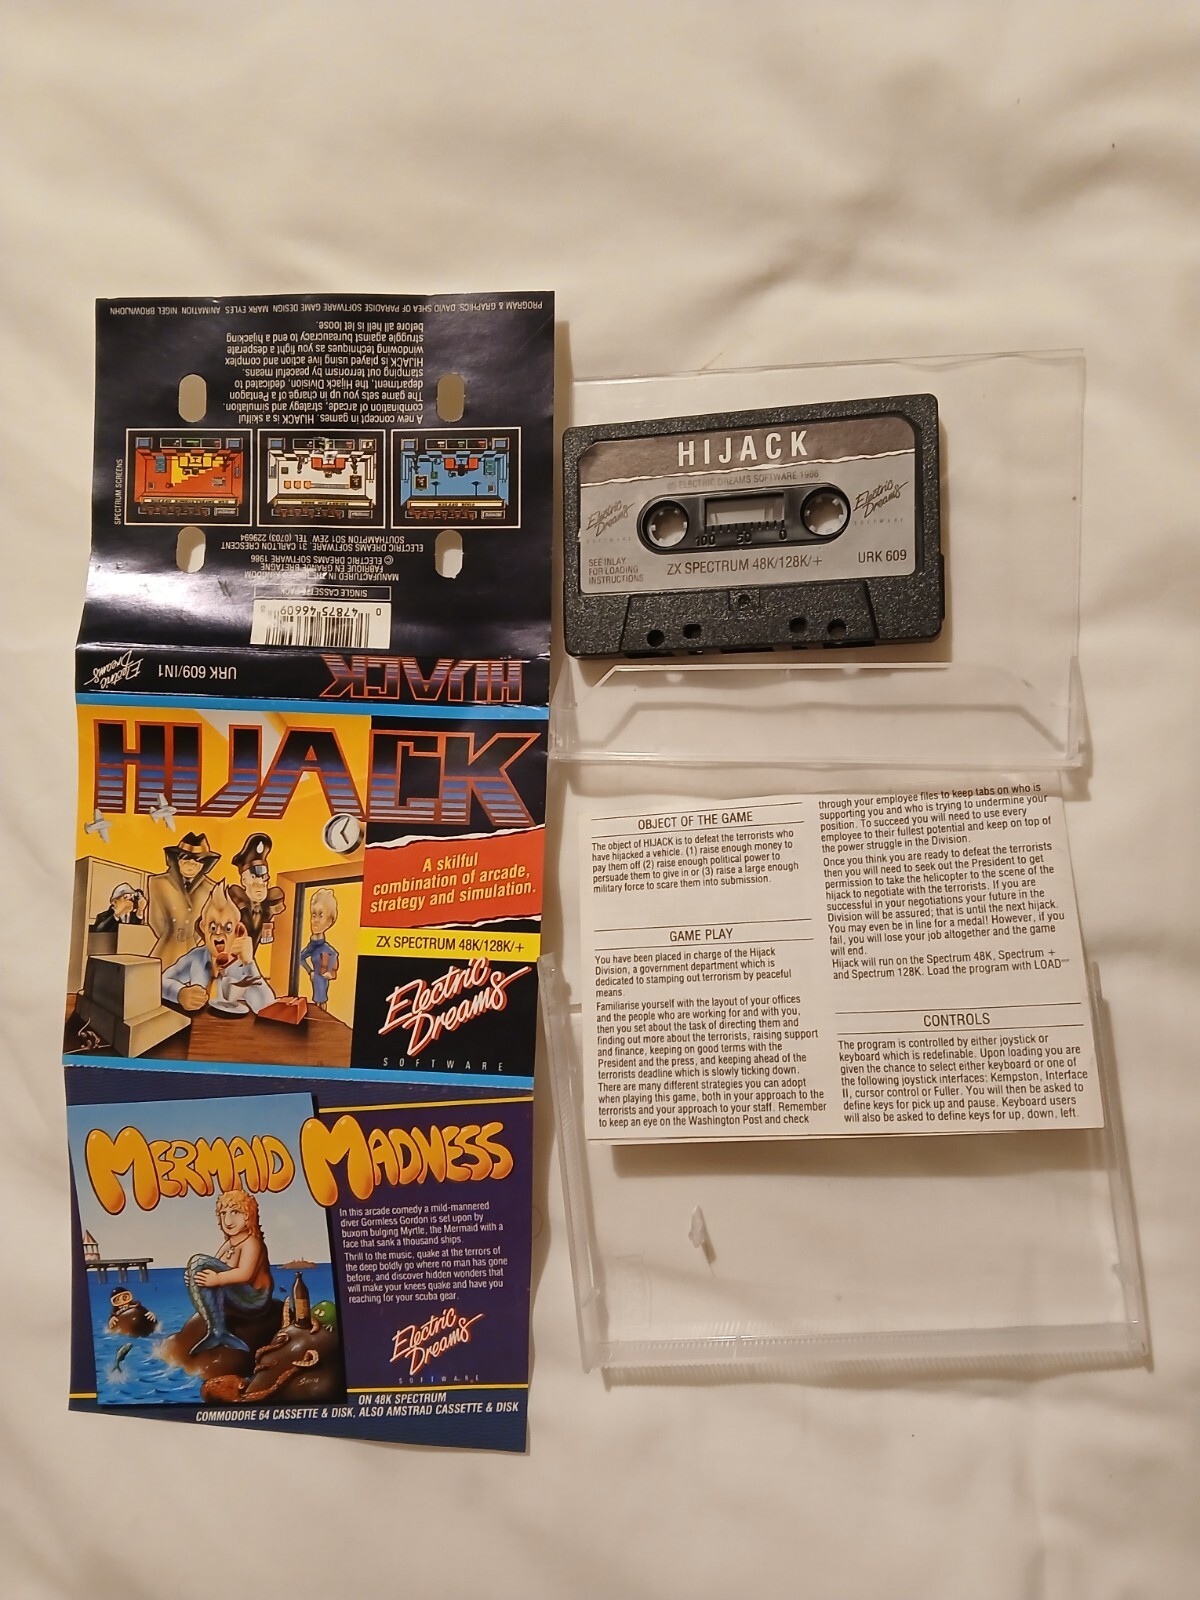 PROGRAM & GRAPHICS: DAVID SHEA OF PARADISE SOFTWARE GAME DESIGN MARK EYLES ANIMATION NIGEL BROWNJOHN
A new concept in games, HIJACK is a skilful
combination of arcade, strategy and simulation.
The game sets you up in charge of a Pentagon
department, the Hijack Division, dedicated to
stamping out terrorism by peaceful means.
HIJACK is played using live action and complex
windowing techniques as you fight a desperate
struggle against bureaucracy to end a hijacking
before all hell is let loose.
SPECTRUM SCREENS
ELECTRIC DREAMS SOFTWARE, 31 CARLTON CRESCENT
SOUTHAMPTON SO1 2EW. TEL (0703) 229694
© ELECTRIC DREAMS SOFTWARE 1986
FABRIQUE EN GRANDE BRETAGNE
MANUFACTURED IN THE UNITED KINGDOM
SINGLE CASSETTE PACK
0 47875 46609 8
HIJACK
URK 609/IN1
Electric
Dreams
HIJACK
A skilful
combination of arcade,
strategy and simulation.
ZX SPECTRUM 48K/128K/+
Electric
Dreams
SOFTWARE
MERMAID MADNESS
In this arcade comedy a mild-mannered
diver Gormless Gordon is set upon by
buxom bulging Myrtle, the Mermaid with a
face that sank a thousand ships.
Thrill to the music, quake at the terrors of
the deep boldly go where no man has gone
before, and discover hidden wonders that
will make your knees quake and have you
reaching for your scuba gear.
Electric
Dreams
SOFTWARE
ON 48K SPECTRUM
COMMODORE 64 CASSETTE & DISK, ALSO AMSTRAD CASSETTE & DISK
HIJACK
© ELECTRIC DREAMS SOFTWARE 1986
Electric
Dreams
SOFTWARE
Electric
Dreams
SOFTWARE
100 50 0
SEE INLAY
FOR LOADING
INSTRUCTIONS
ZX SPECTRUM 48K/128K/+
URK 609
OBJECT OF THE GAME
The object of HIJACK is to defeat the terrorists who
have hijacked a vehicle. (1) raise enough money to
pay them off (2) raise enough political power to
persuade them to give in or (3) raise a large enough
military force to scare them into submission.
GAME PLAY
You have been placed in charge of the Hijack
Division, a government department which is
dedicated to stamping out terrorism by peaceful
means.
Familiarise yourself with the layout of your offices
and the people who are working for and with you,
then you set about the task of directing them and
finding out more about the terrorists, raising support
and finance, keeping on good terms with the
President and the press, and keeping ahead of the
terrorists deadline which is slowly ticking down.
There are many different strategies you can adopt
when playing this game, both in your approach to the
terrorists and your approach to your staff. Remember
to keep an eye on the Washington Post and check
through your employee files to keep tabs on who is
supporting you and who is trying to undermine your
position. To succeed you will need to use every
employee to their fullest potential and keep on top of
the power struggle in the Division.
Once you think you are ready to defeat the terrorists
then you will need to seek out the President to get
permission to take the helicopter to the scene of the
hijack to negotiate with the terrorists. If you are
successful in your negotiations your future in the
Division will be assured; that is until the next hijack.
You may even be in line for a medal! However, if you
fail, you will lose your job altogether and the game
will end.
Hijack will run on the Spectrum 48K, Spectrum +
and Spectrum 128K. Load the program with LOAD""
CONTROLS
The program is controlled by either joystick or
keyboard which is redefinable. Upon loading you are
given the chance to select either keyboard or one of
the following joystick interfaces: Kempston, Interface
II, cursor control or Fuller. You will then be asked to
define keys for pick up and pause. Keyboard users
will also be asked to define keys for up, down, left.